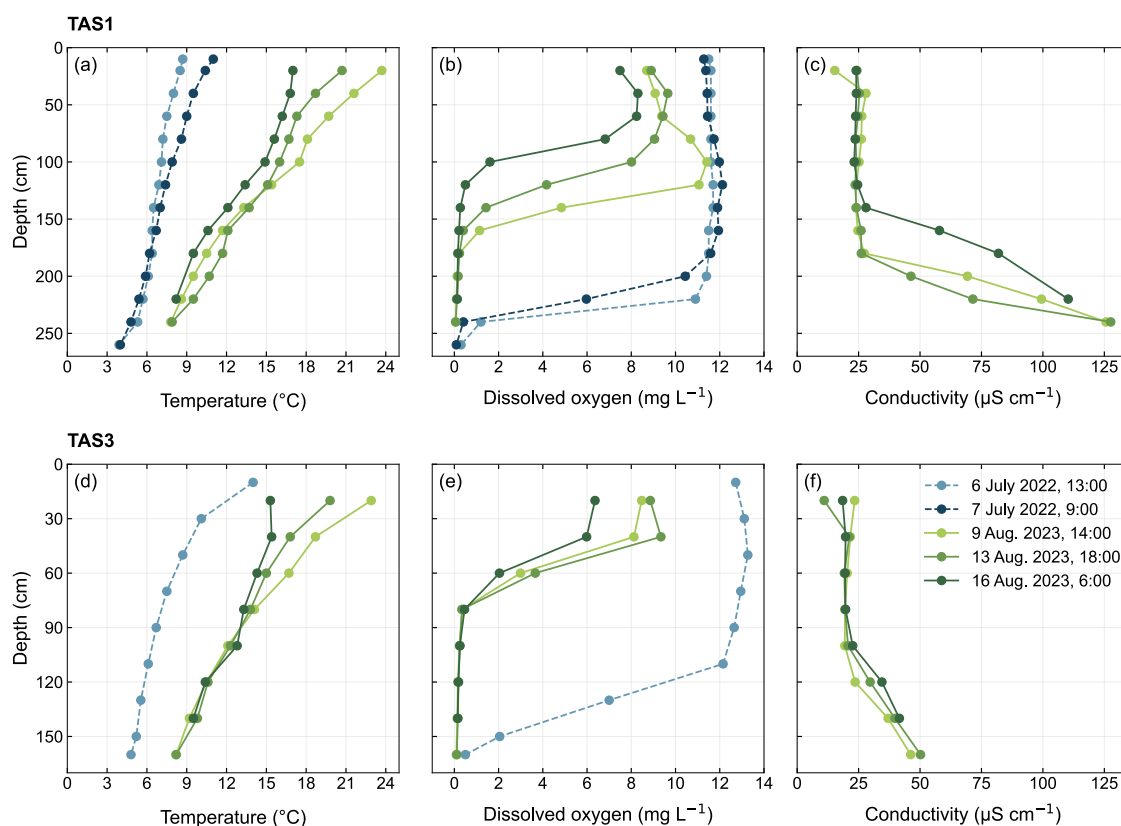 TAS1
(a)
(b)
(c)
0
50
100
150
200
250
Depth (cm)
0 3 6 9 12 15 18 21 24
0 2 4 6 8 10 12 14
0 25 50 75 100 125
Temperature (°C)
Dissolved oxygen (mg L⁻¹)
Conductivity (µS cm⁻¹)
TAS3
(d)
(e)
(f)
0
30
60
90
120
150
Depth (cm)
6 July 2022, 13:00
7 July 2022, 9:00
9 Aug. 2023, 14:00
13 Aug. 2023, 18:00
16 Aug. 2023, 6:00
0 3 6 9 12 15 18 21 24
0 2 4 6 8 10 12 14
0 25 50 75 100 125
Temperature (°C)
Dissolved oxygen (mg L⁻¹)
Conductivity (µS cm⁻¹)